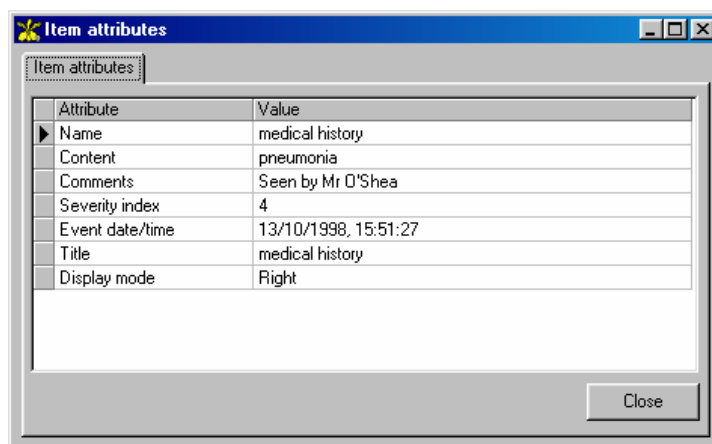 Item attributes
Item attributes
Attribute Value
Name medical history
Content pneumonia
Comments Seen by Mr O'Shea
Severity index 4
Event date/time 13/10/1998, 15:51:27
Title medical history
Display mode Right
Close